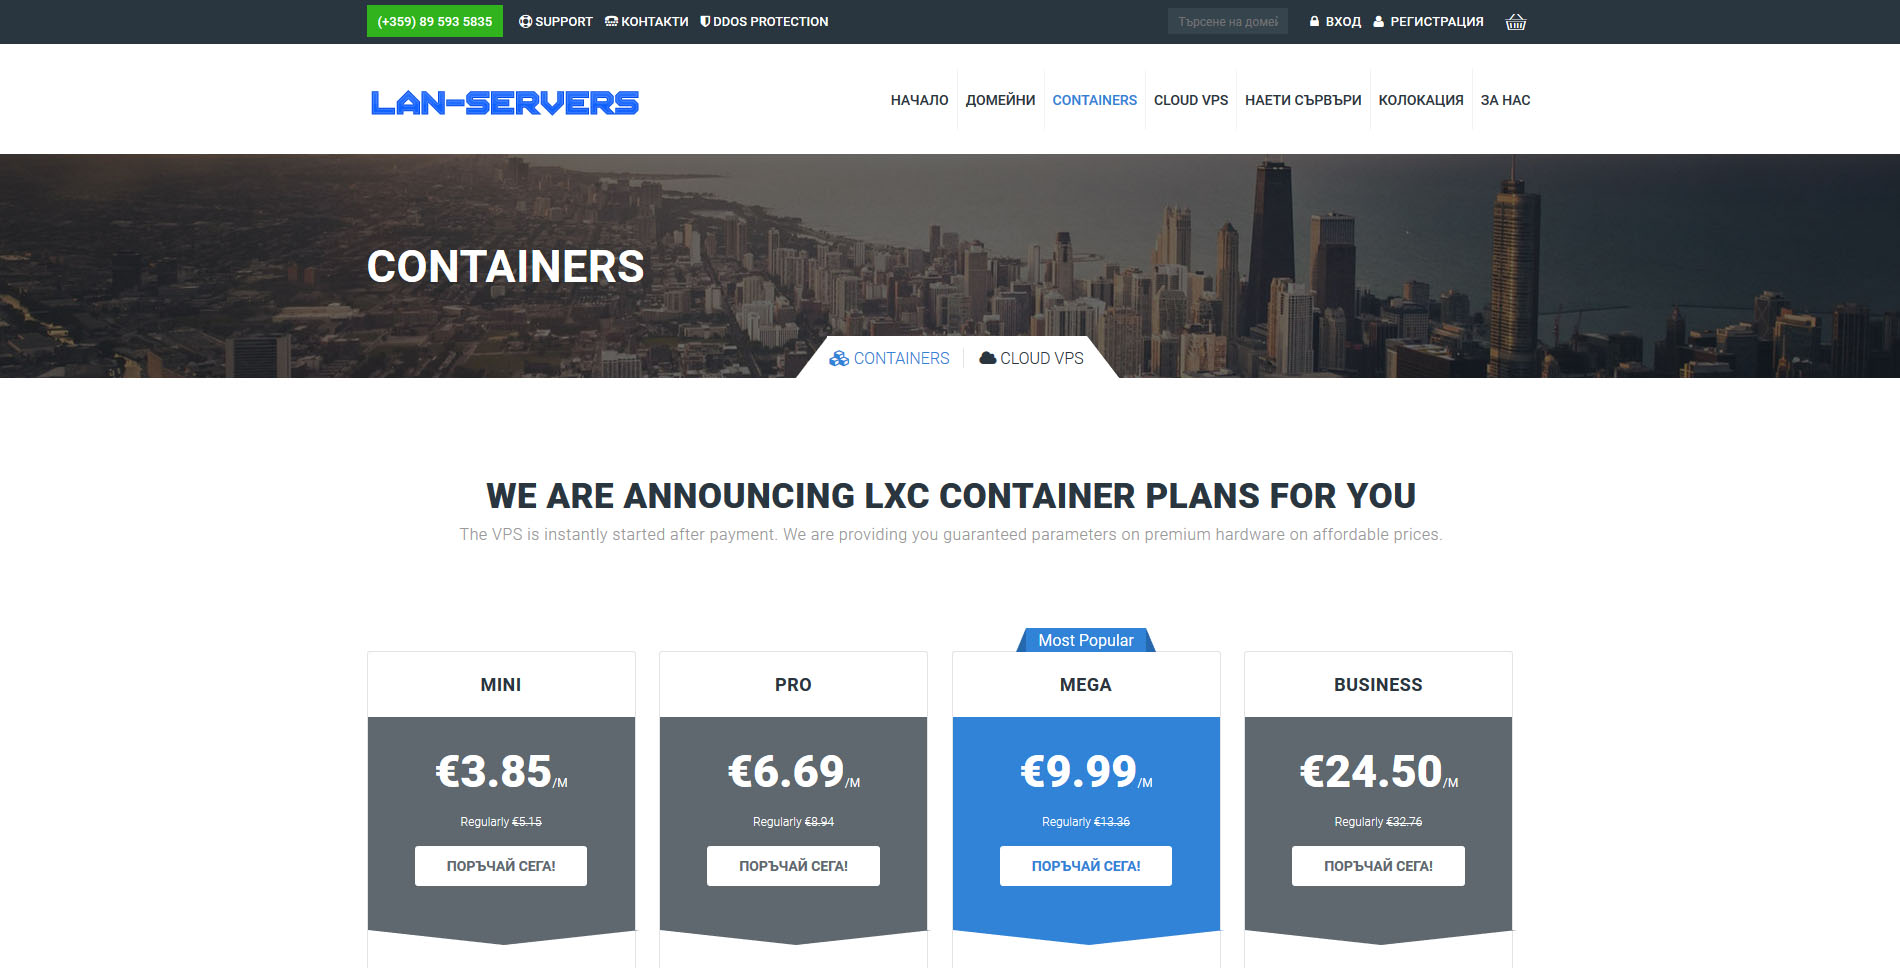 (+359) 89 593 5835 SUPPORT КОНТАКТИ DDOS PROTECTION Търсене на домей ВХОД РЕГИСТРАЦИЯ
LAN-SERVERS
НАЧАЛО ДОМЕЙНИ CONTAINERS CLOUD VPS НАЕТИ СЪРВЪРИ КОЛОКАЦИЯ ЗА НАС
CONTAINERS
CONTAINERS CLOUD VPS
WE ARE ANNOUNCING LXC CONTAINER PLANS FOR YOU
The VPS is instantly started after payment. We are providing you guaranteed parameters on premium hardware on affordable prices.
Most Popular
MINI PRO MEGA BUSINESS
€3.85/M €6.69/M €9.99/M €24.50/M
Regularly €5.15 Regularly €8.94 Regularly €13.36 Regularly €32.76
ПОРЪЧАЙ СЕГА! ПОРЪЧАЙ СЕГА! ПОРЪЧАЙ СЕГА! ПОРЪЧАЙ СЕГА!